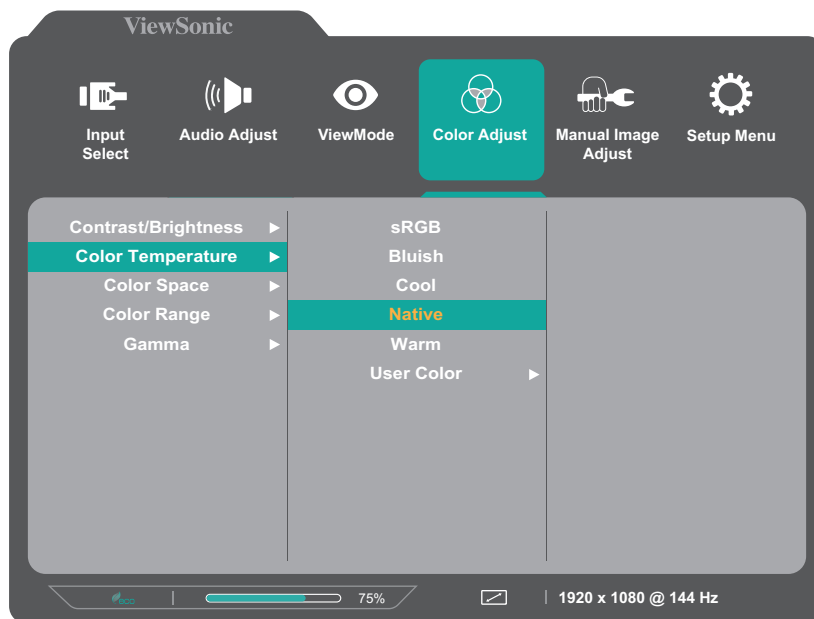 ViewSonic
Input
Select
Audio Adjust
ViewMode
Color Adjust
Manual Image
Adjust
Setup Menu
Contrast/Brightness
Color Temperature
Color Space
Color Range
Gamma
sRGB
Bluish
Cool
Native
Warm
User Color
eco
75%
1920 x 1080 @ 144 Hz